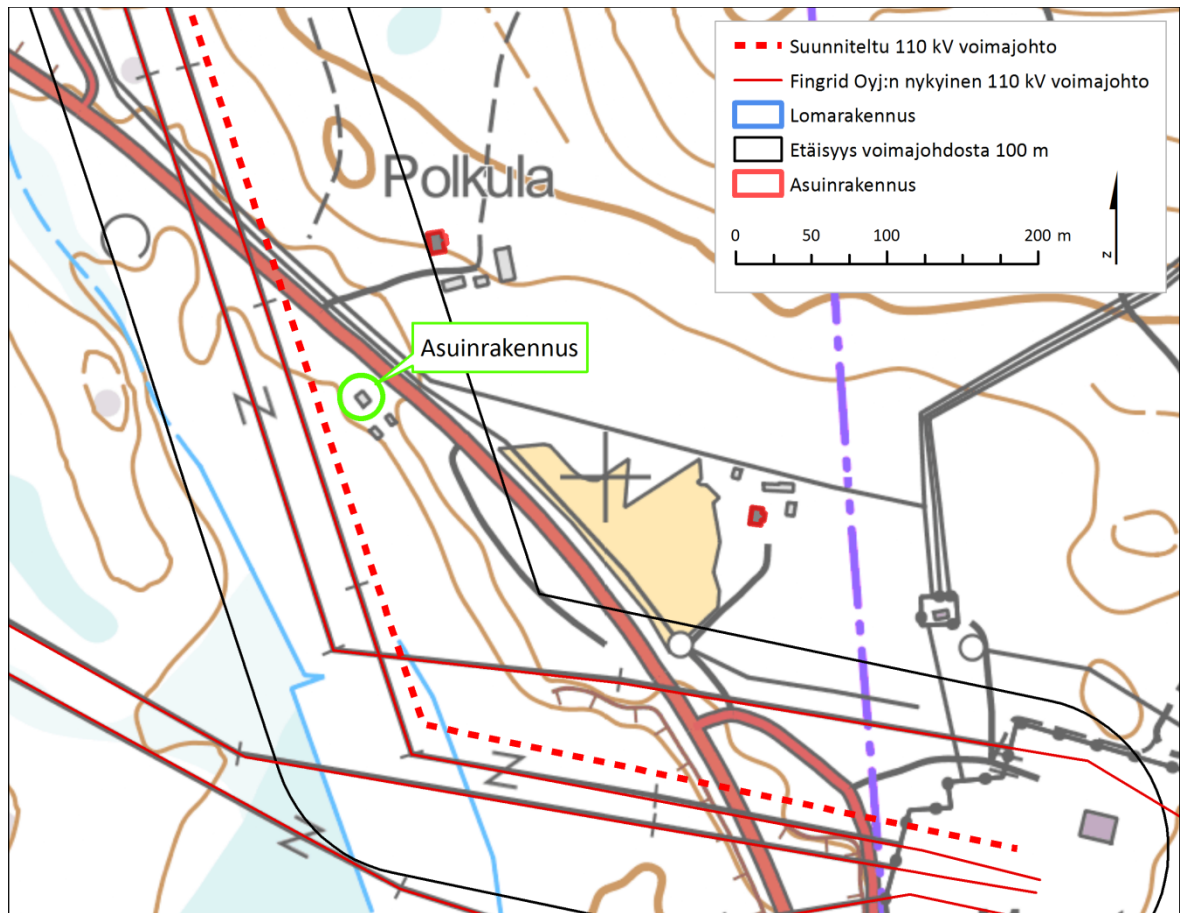 Suunniteltu 110 kV voimajohto
Fingrid Oyj:n nykyinen 110 kV voimajohto
Lomarakennus
Etäisyys voimajohdosta 100 m
Asuinrakennus
0 50 100 200 m
N
Polkula
Asuinrakennus